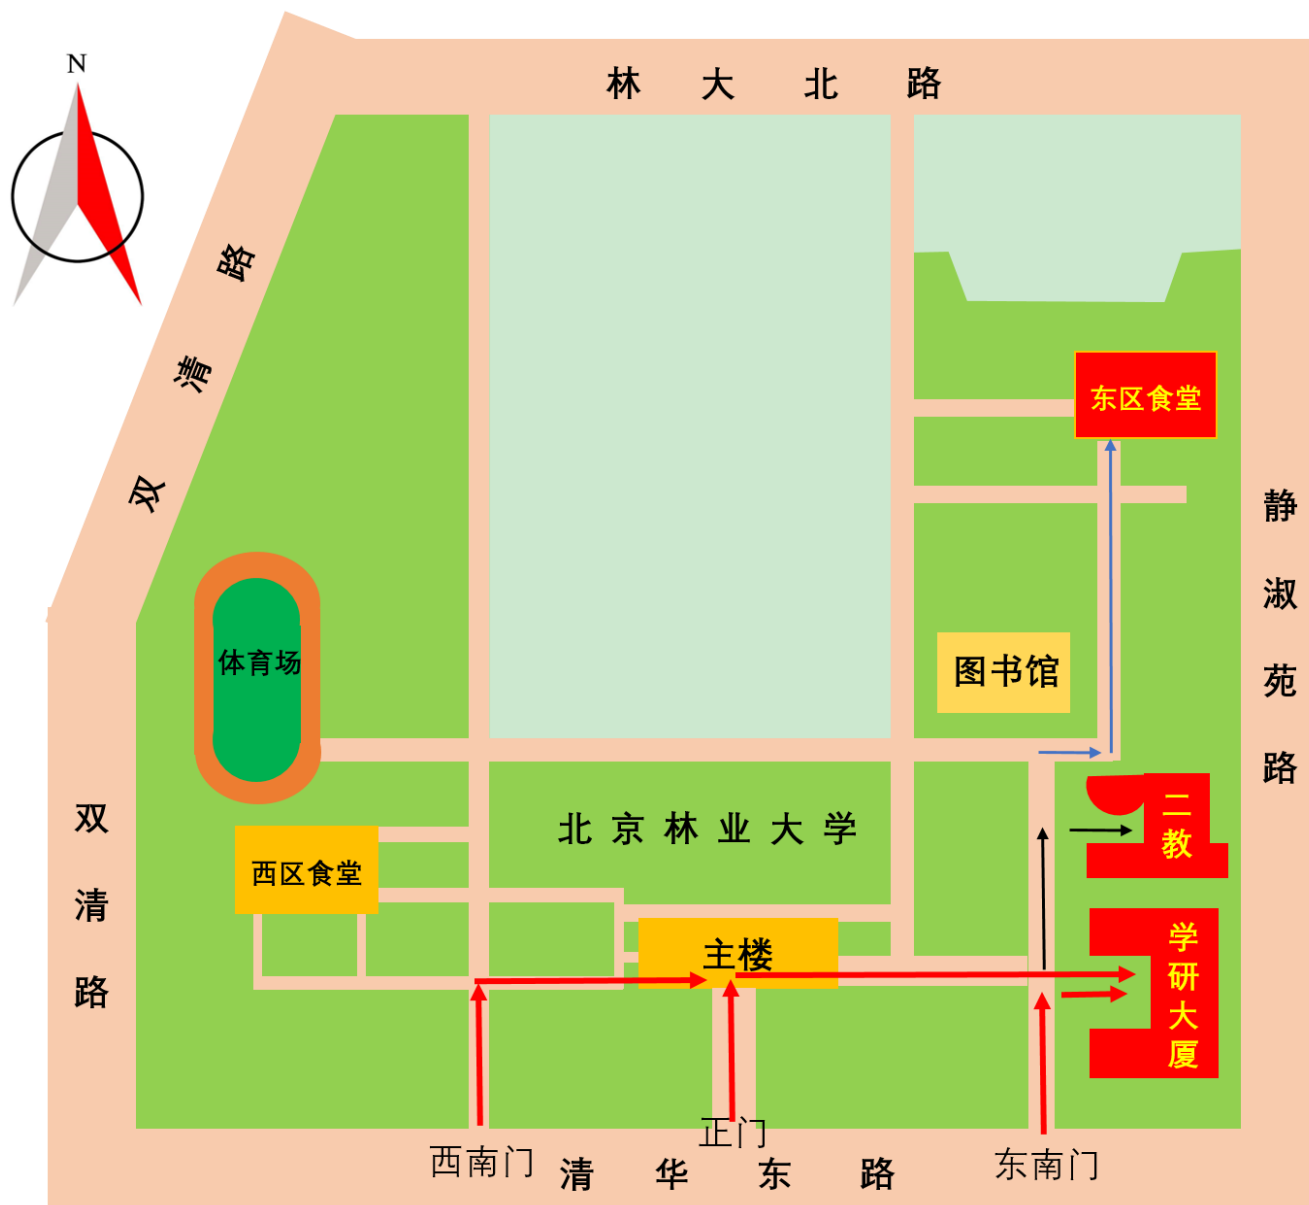 N
林大北路
双清路
东区食堂
静淑苑路
体育场
图书馆
双清路
北京林业大学
二教
西区食堂
主楼
学研大厦
西南门
正门
东南门
清华东路